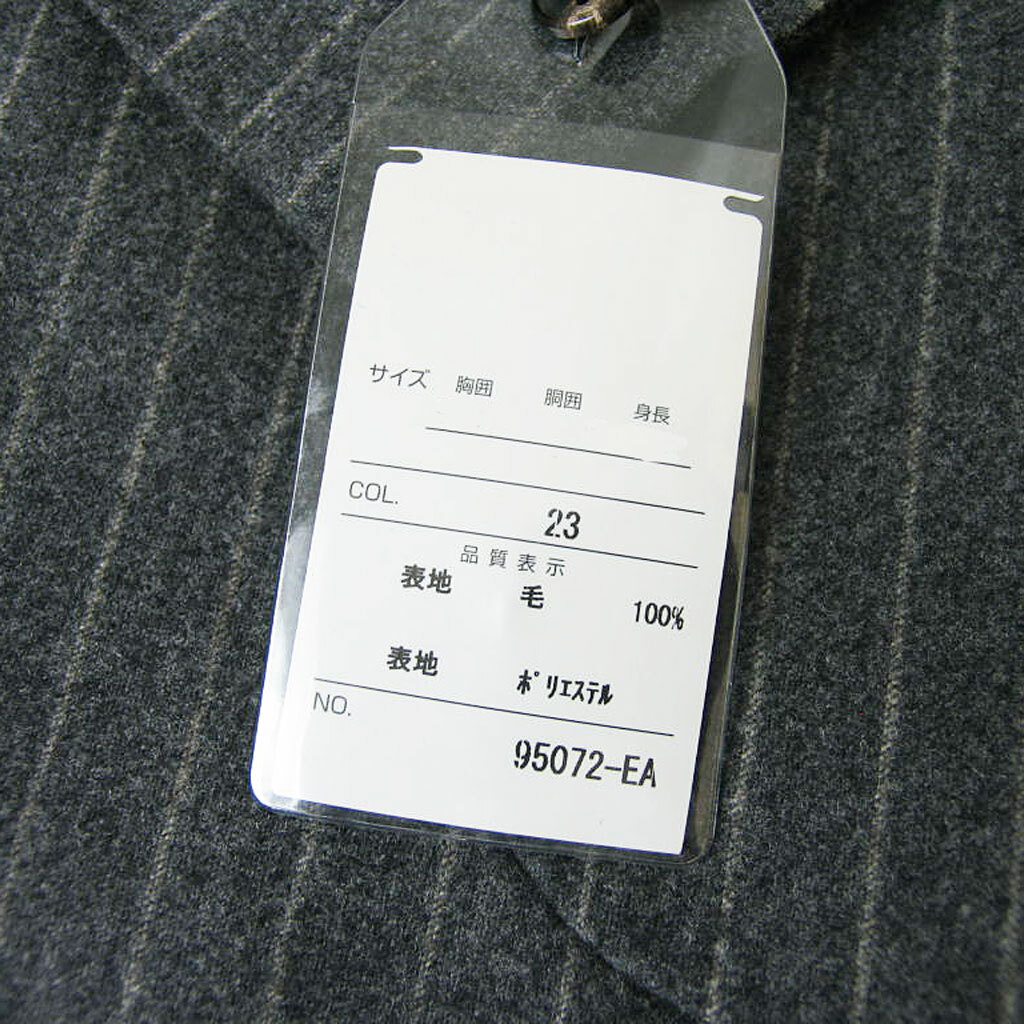 サイズ 胸囲 胴囲 身長
COL.
23
品質表示
表地 毛 100%
表地 ﾎﾟﾘｴｽﾃﾙ
NO.
95072-EA